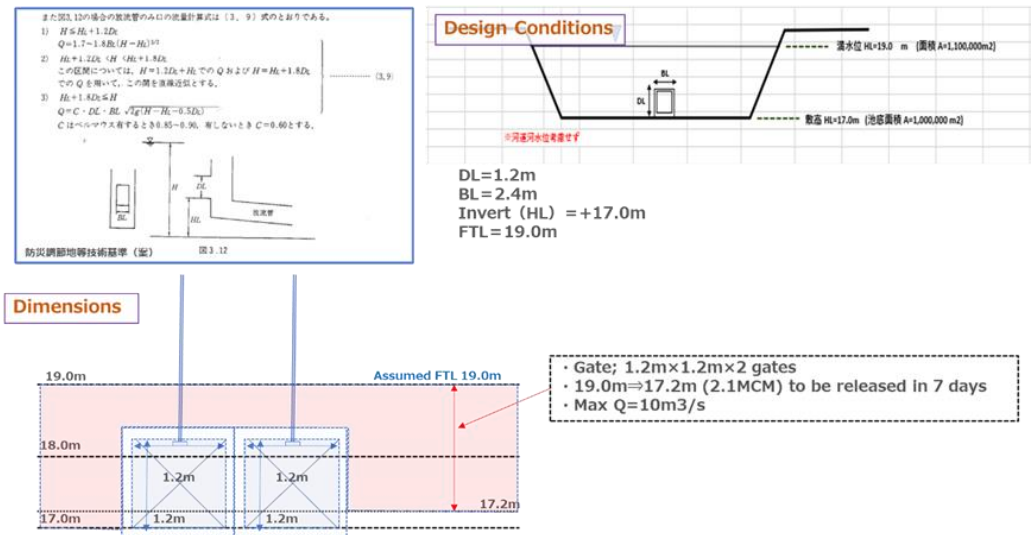 また図3.12の場合の放流管のみ口の流量計算式は(3.9)式のとおりである。
1) H≦HL+1.2DL
Q=1.7~1.8BL(H-HL)3/2
2) HL+1.2DL<H<HL+1.8DL
この区間については、H=1.2DL+HLでのQおよびH=HL+1.8DL
でのQを用いて、この間を直線近似とする。
(3,9)
3) HL+1.8DL≦H
Q=C・DL・BL √2g(H-HL-0.5DL)
Cはベルマウス有するとき0.85~0.90、有しないときC=0.60とする。
H
DL
HL
BL
放流管
図3.12
防災調節地等技術基準(案)
Design Conditions
満水位 HL=19.0 m (面積 A=1,100,000m2)
BL
DL
敷高 HL=17.0m (池底面積 A=1,000,000 m2)
※河道河水位考慮せず
DL=1.2m
BL=2.4m
Invert(HL)=+17.0m
FTL=19.0m
Dimensions
19.0m
Assumed FTL 19.0m
18.0m
1.2m
1.2m
17.2m
17.0m
1.2m
1.2m
・Gate; 1.2m×1.2m×2 gates
・19.0m⇒17.2m (2.1MCM) to be released in 7 days
・Max Q=10m3/s